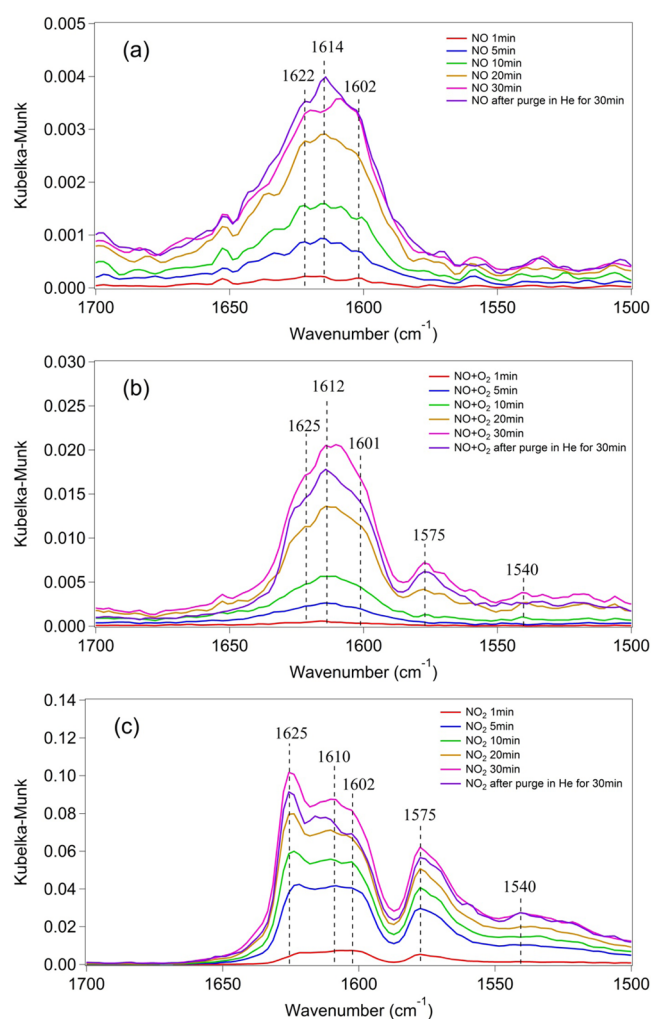 (a)
1614
1622
1602
NO 1min
NO 5min
NO 10min
NO 20min
NO 30min
NO after purge in He for 30min
Kubelka-Munk
0.005
0.004
0.003
0.002
0.001
0.000
1700
1650
1600
1550
1500
Wavenumber (cm⁻¹)
(b)
1612
1625
1601
1575
1540
NO+O₂ 1min
NO+O₂ 5min
NO+O₂ 10min
NO+O₂ 20min
NO+O₂ 30min
NO+O₂ after purge in He for 30min
Kubelka-Munk
0.030
0.025
0.020
0.015
0.010
0.005
0.000
1700
1650
1600
1550
1500
Wavenumber (cm⁻¹)
(c)
1625
1610
1602
1575
1540
NO₂ 1min
NO₂ 5min
NO₂ 10min
NO₂ 20min
NO₂ 30min
NO₂ after purge in He for 30min
Kubelka-Munk
0.14
0.12
0.10
0.08
0.06
0.04
0.02
0.00
1700
1650
1600
1550
1500
Wavenumber (cm⁻¹)